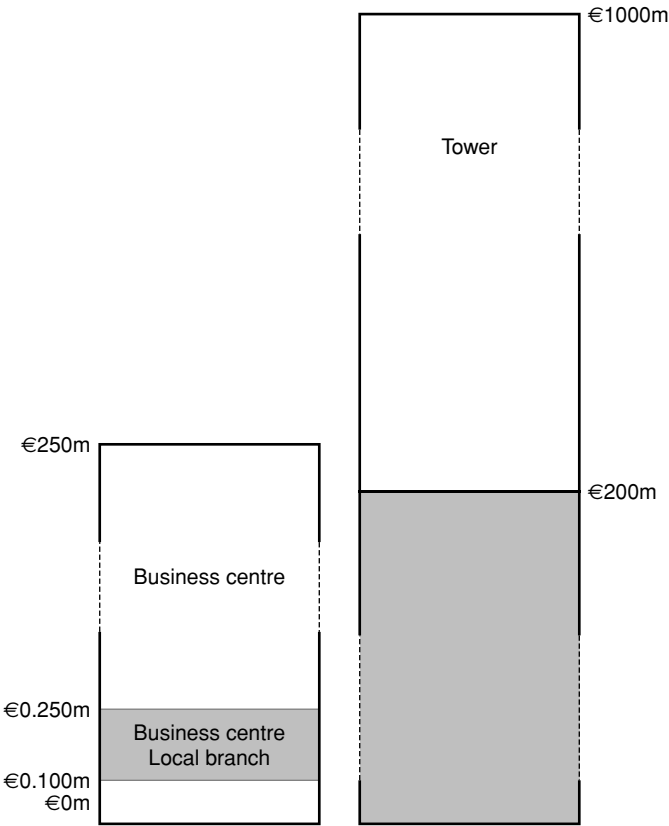 €1000m
Tower
€250m
€200m
Business centre
€0.250m
Business centre
Local branch
€0.100m
€0m